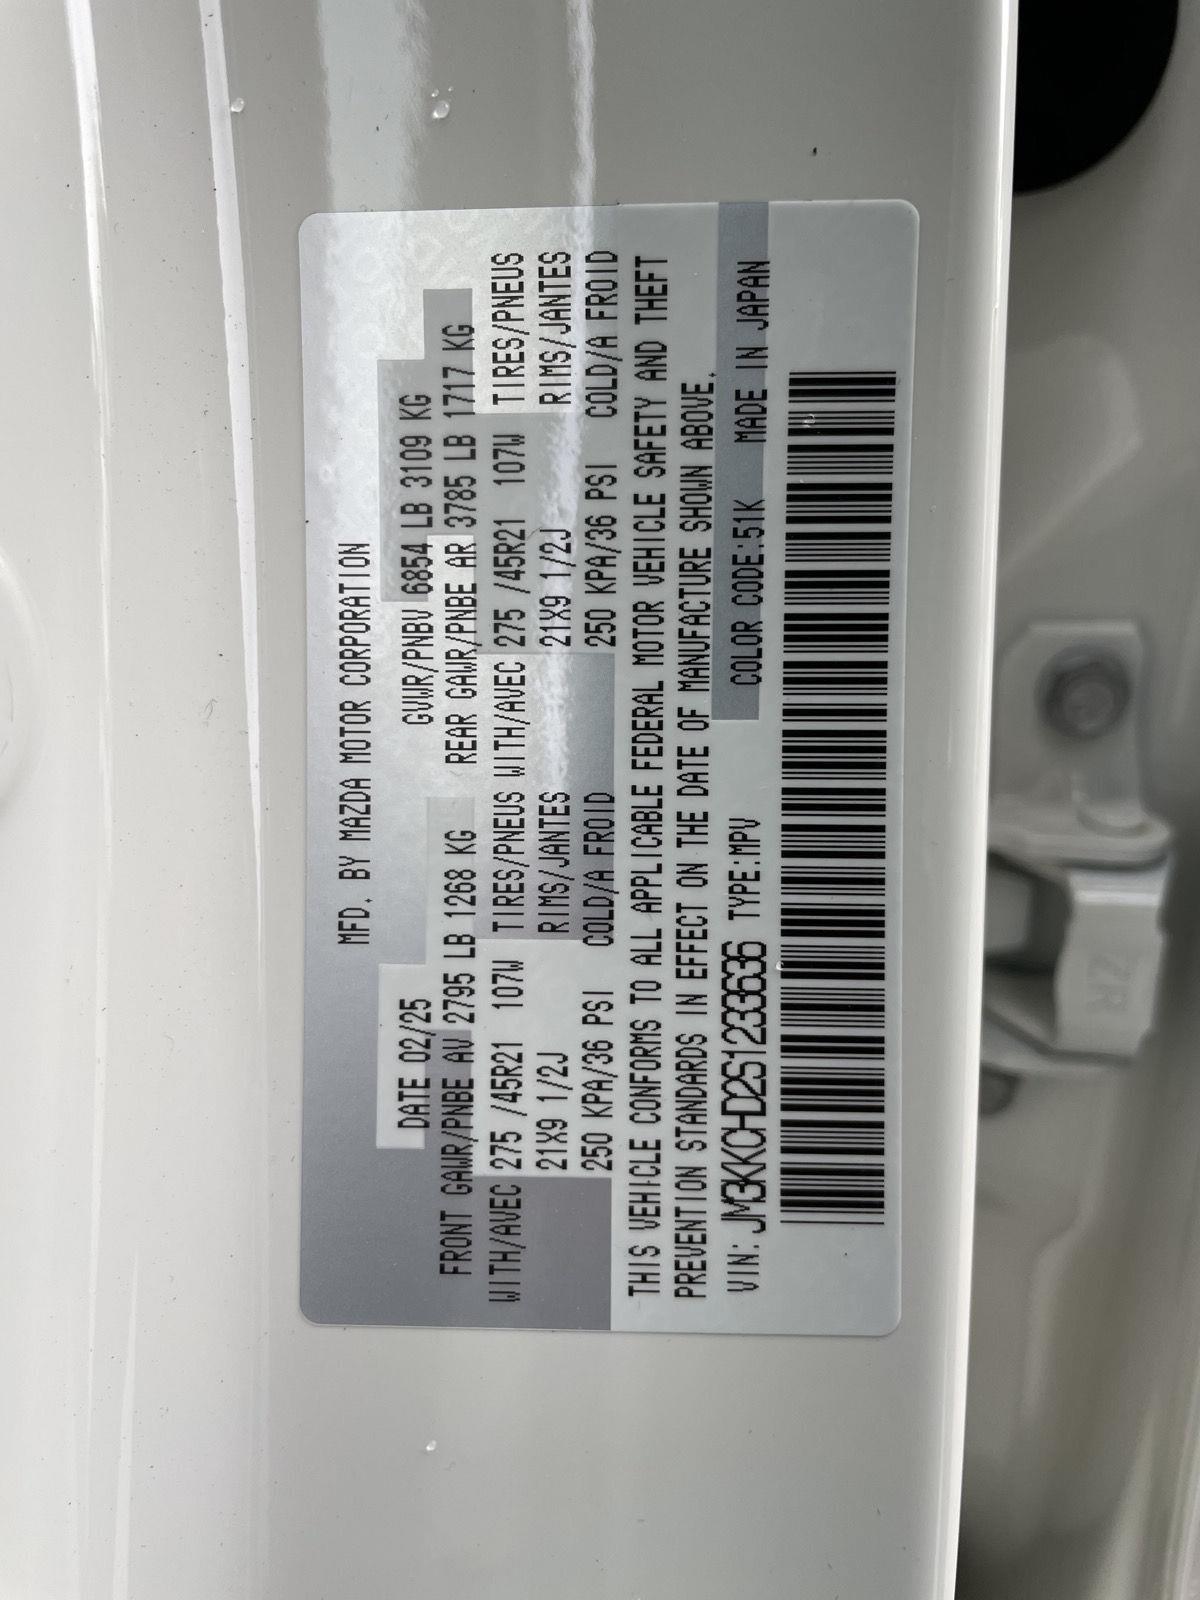 MFD. BY MAZDA MOTOR CORPORATION
DATE 02/25 GVWR/PNBV 6854 LB 3109 KG
FRONT GAWR/PNBE AV 2795 LB 1268 KG REAR GAWR/PNBE AR 3785 LB 1717 KG
WITH/AVEC 275 /45R21 107W TIRES/PNEUS WITH/AVEC 275 /45R21 107W TIRES/PNEUS
21X9 1/2J RIMS/JANTES 21X9 1/2J RIMS/JANTES
250 KPA/36 PSI COLD/A FROID 250 KPA/36 PSI COLD/A FROID
THIS VEHICLE CONFORMS TO ALL APPLICABLE FEDERAL MOTOR VEHICLE SAFETY AND THEFT
PREVENTION STANDARDS IN EFFECT ON THE DATE OF MANUFACTURE SHOWN ABOVE.
VIN: JM3KKCHD2S1233636 TYPE:MPV COLOR CODE:51K MADE IN JAPAN
ZR